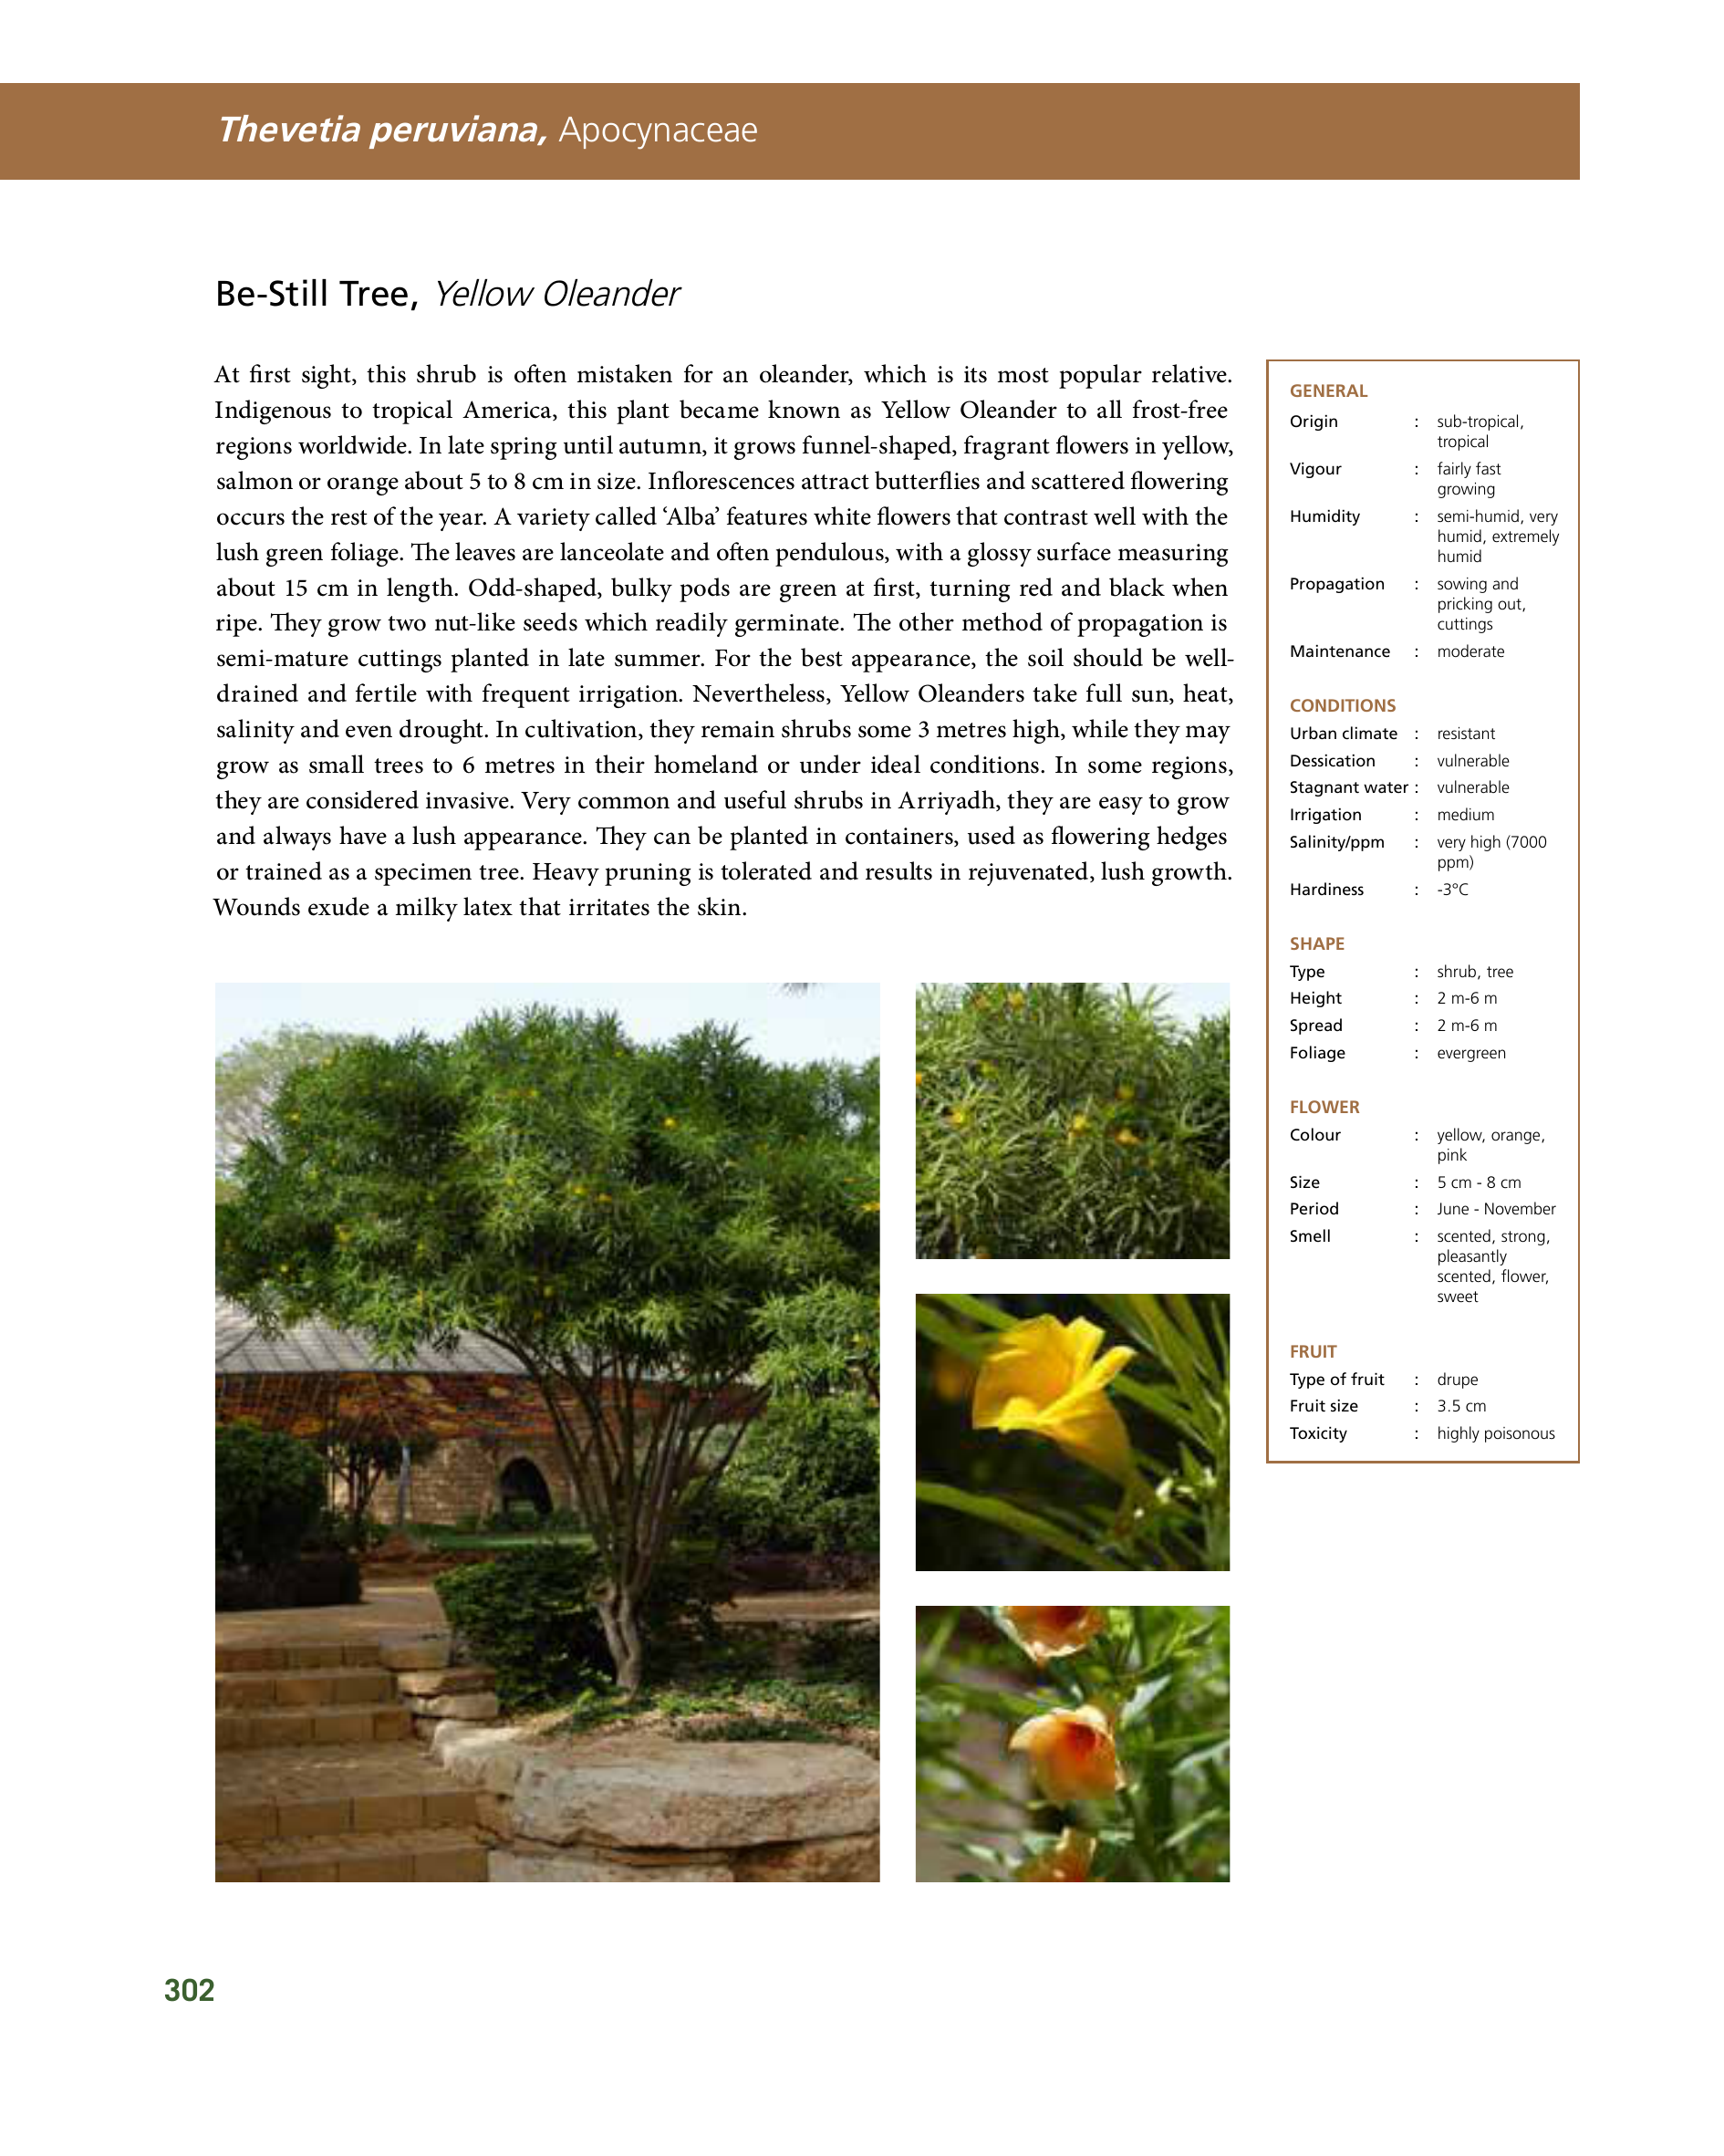 Thevetia peruviana, Apocynaceae
Be-Still Tree, Yellow Oleander
At first sight, this shrub is often mistaken for an oleander, which is its most popular relative.
Indigenous to tropical America, this plant became known as Yellow Oleander to all frost-free
regions worldwide. In late spring until autumn, it grows funnel-shaped, fragrant flowers in yellow,
salmon or orange about 5 to 8 cm in size. Inflorescences attract butterflies and scattered flowering
occurs the rest of the year. A variety called ‘Alba’ features white flowers that contrast well with the
lush green foliage. The leaves are lanceolate and often pendulous, with a glossy surface measuring
about 15 cm in length. Odd-shaped, bulky pods are green at first, turning red and black when
ripe. They grow two nut-like seeds which readily germinate. The other method of propagation is
semi-mature cuttings planted in late summer. For the best appearance, the soil should be well-
drained and fertile with frequent irrigation. Nevertheless, Yellow Oleanders take full sun, heat,
salinity and even drought. In cultivation, they remain shrubs some 3 metres high, while they may
grow as small trees to 6 metres in their homeland or under ideal conditions. In some regions,
they are considered invasive. Very common and useful shrubs in Arriyadh, they are easy to grow
and always have a lush appearance. They can be planted in containers, used as flowering hedges
or trained as a specimen tree. Heavy pruning is tolerated and results in rejuvenated, lush growth.
Wounds exude a milky latex that irritates the skin.
GENERAL
Origin : sub-tropical,
tropical
Vigour : fairly fast
growing
Humidity : semi-humid, very
humid, extremely
humid
Propagation : sowing and
pricking out,
cuttings
Maintenance : moderate
CONDITIONS
Urban climate : resistant
Dessication : vulnerable
Stagnant water : vulnerable
Irrigation : medium
Salinity/ppm : very high (7000
ppm)
Hardiness : -3°C
SHAPE
Type : shrub, tree
Height : 2 m-6 m
Spread : 2 m-6 m
Foliage : evergreen
FLOWER
Colour : yellow, orange,
pink
Size : 5 cm - 8 cm
Period : June - November
Smell : scented, strong,
pleasantly
scented, flower,
sweet
FRUIT
Type of fruit : drupe
Fruit size : 3.5 cm
Toxicity : highly poisonous
302